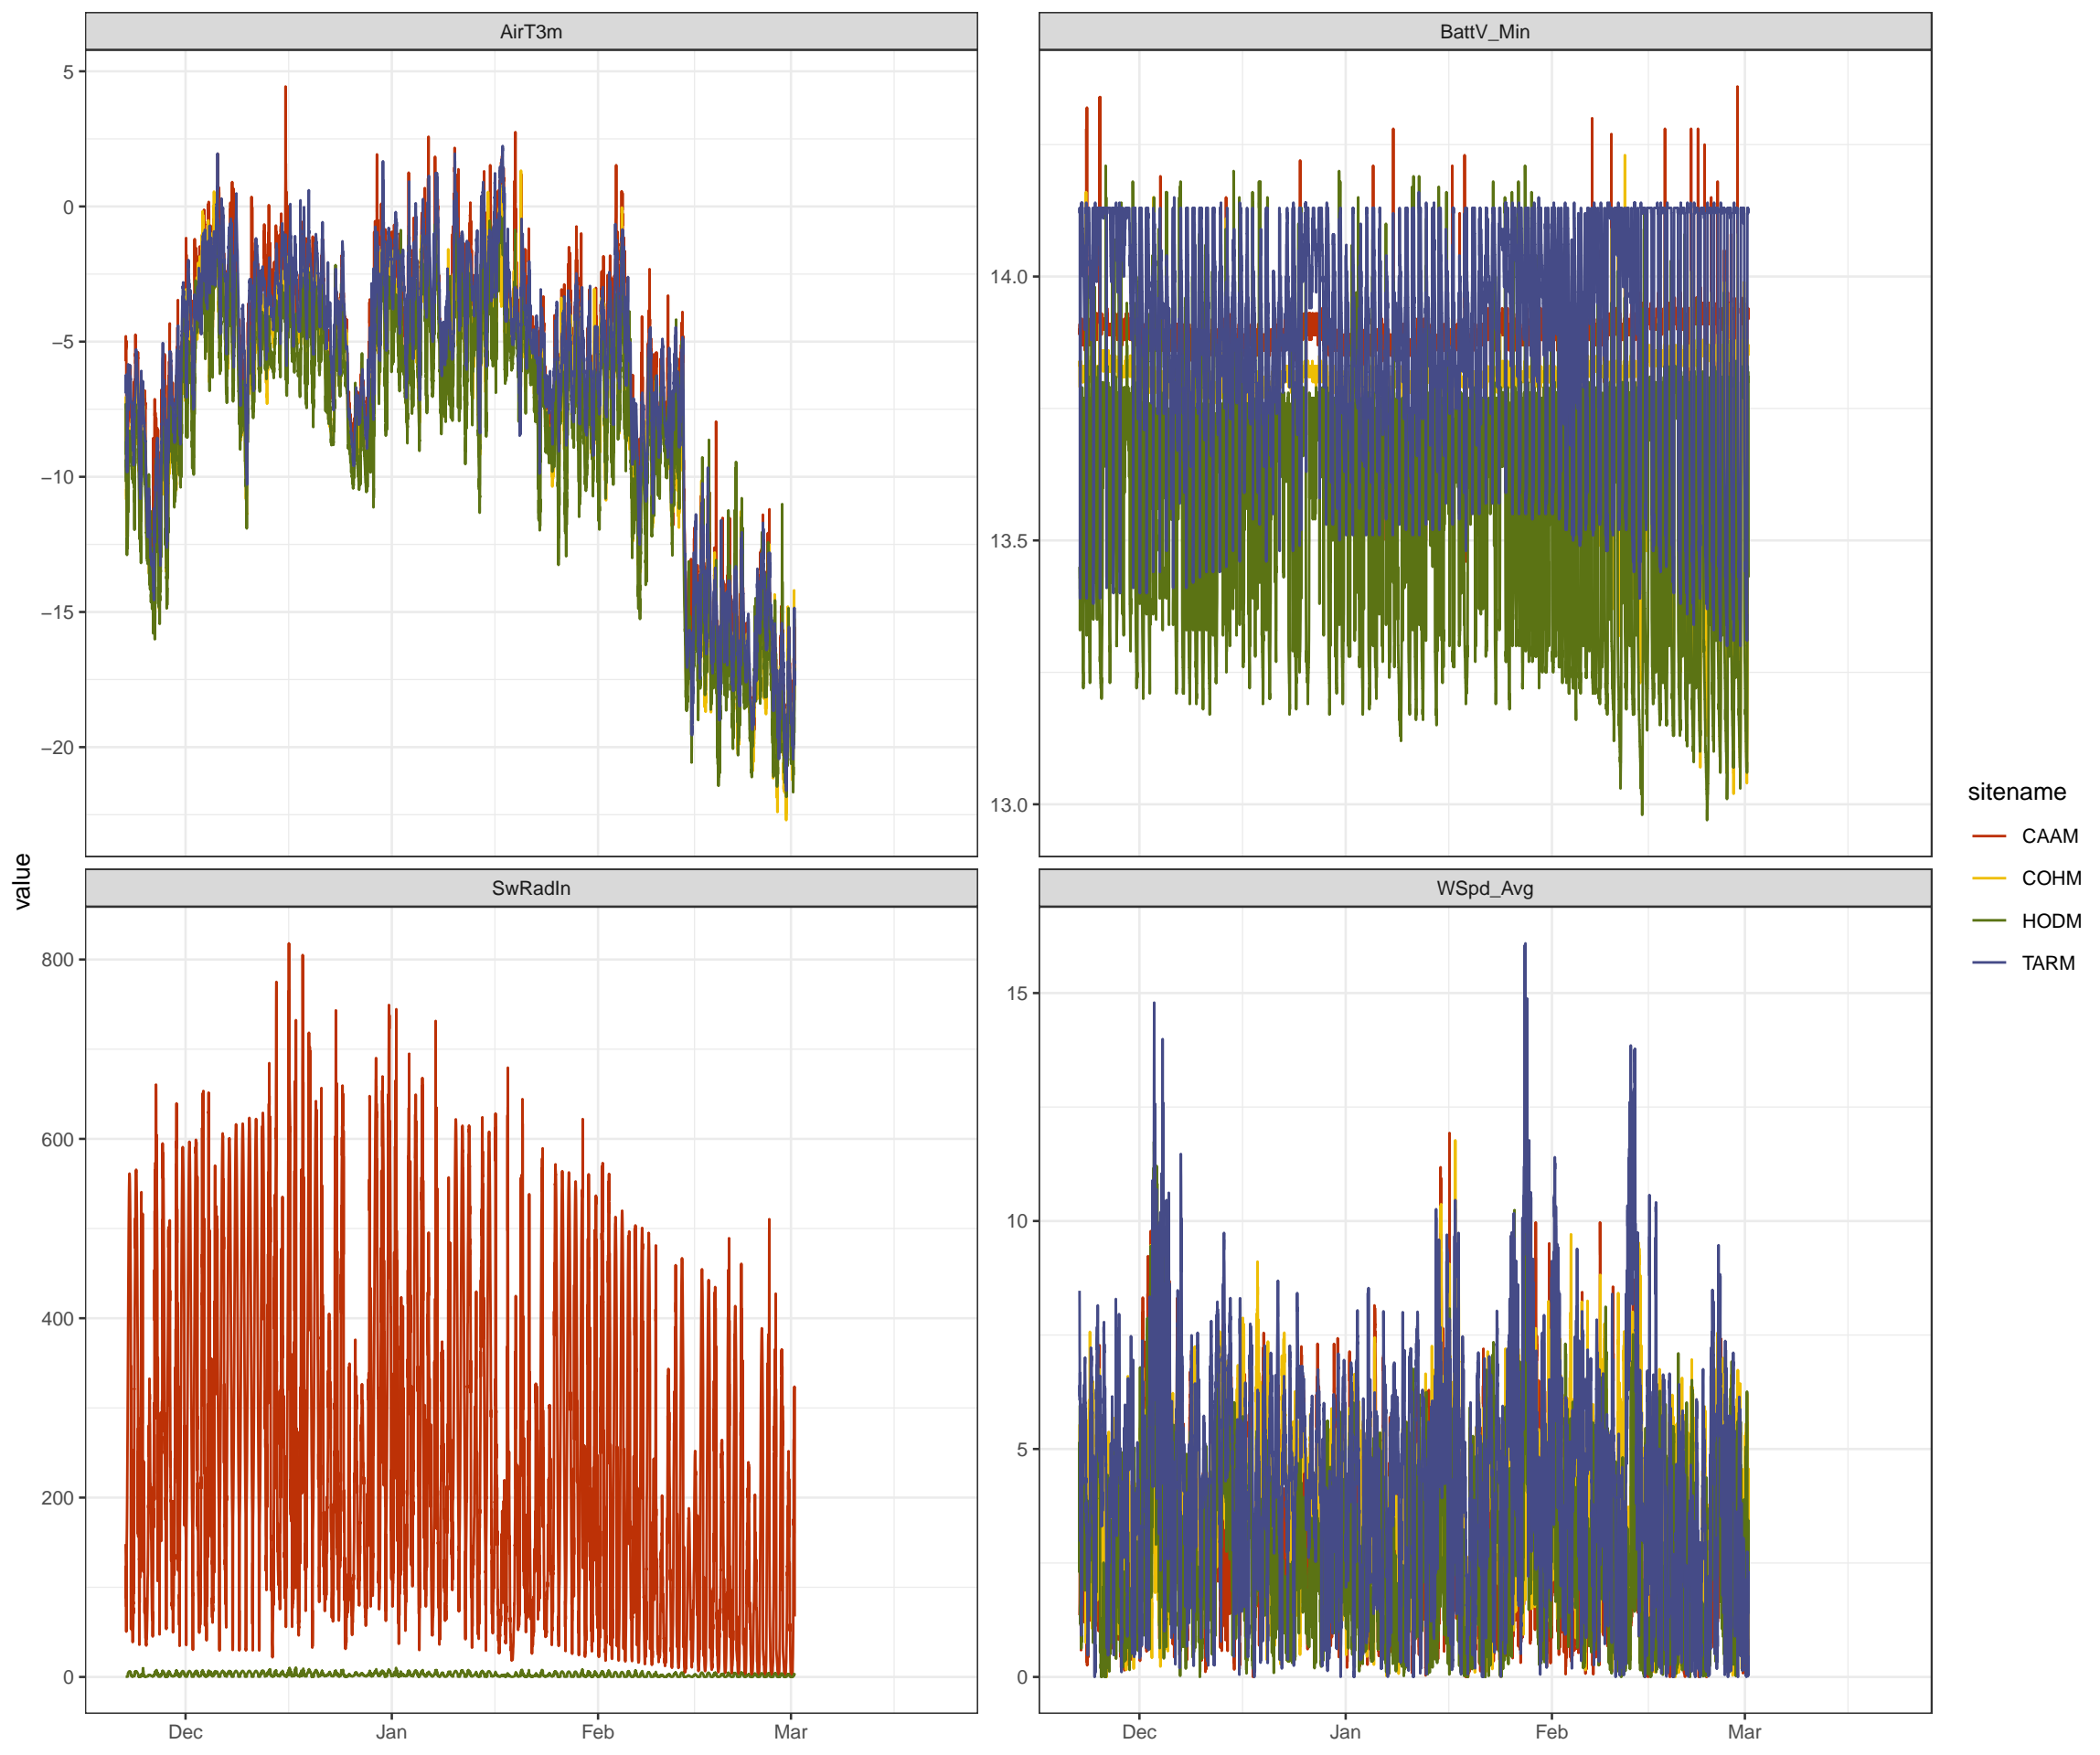 AirT3m
BattV_Min
5
0
−5
−10
−15
−20
14.0
13.5
13.0
value
SwRadIn
WSpd_Avg
800
600
400
200
0
15
10
5
0
Dec Jan Feb Mar
Dec Jan Feb Mar
sitename
CAAM
COHM
HODM
TARM